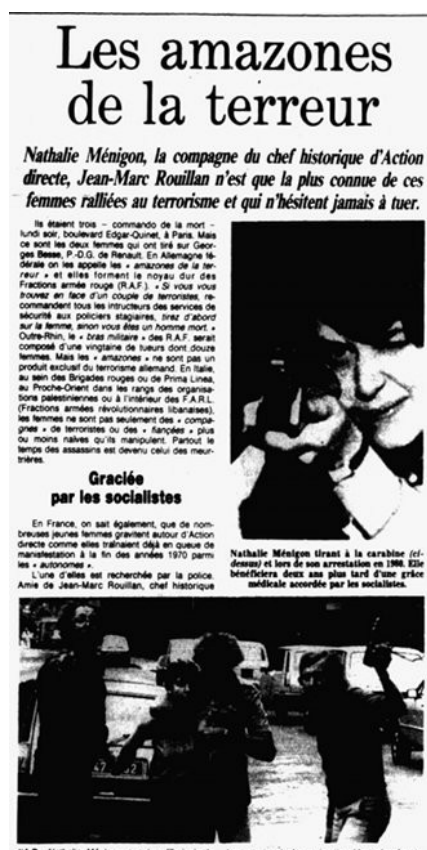 Les amazones
de la terreur
Nathalie Ménigon, la compagne du chef historique d'Action
directe, Jean-Marc Rouillan n'est que la plus connue de ces
femmes ralliées au terrorisme et qui n'hésitent jamais à tuer.
Ils étaient trois – commando de la mort –
lundi soir, boulevard Edgar-Quinet, à Paris. Mais
ce sont les deux femmes qui ont tiré sur Geor-
ges Besse, P.-D.G. de Renault. En Allemagne fé-
dérale on les appelle les « amazones de la ter-
reur » et elles forment le noyau dur des
Fractions armée rouge (R.A.F.). « Si vous vous
trouvez en face d'un couple de terroristes, re-
commandent tous les intructeurs des services de
sécurité aux policiers stagiaires, tirez d'abord
sur la femme, sinon vous êtes un homme mort. »
Outre-Rhin, le « bras militaire » des R.A.F. serait
composé d'une vingtaine de tueurs dont douze
femmes. Mais les « amazones » ne sont pas un
produit exclusif du terrorisme allemand. En Italie,
au sein des Brigades rouges ou de Prima Linea,
au Proche-Orient dans les rangs des organisa-
tions palestiniennes ou à l'intérieur des F.A.R.L.
(Fractions armées révolutionnaires libanaises),
les femmes ne sont pas seulement des « compa-
gnes » de terroristes ou des « fiançées » plus
ou moins naïves qu'ils manipulent. Partout le
temps des assassins est devenu celui des meur-
trières.
Graciée
par les socialistes
En France, on sait également, que de nom-
breuses jeunes femmes gravitent autour d'Action
directe comme elles traînaient déjà en queue de
manisfestation à la fin des années 1970 parmi
les « autonomes ».
L'une d'elles est recherchée par la police.
Amie de Jean-Marc Rouillan, chef historique
Nathalie Ménigon tirant à la carabine (ci-
dessus) et lors de son arrestation en 1980. Elle
bénéficiera deux ans plus tard d'une grâce
médicale accordée par les socialistes.